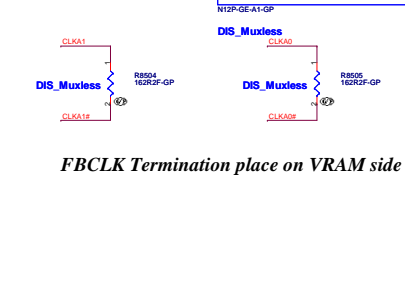 N12P-GE-A1-GP
DIS_Muxless
CLKA1
CLKA0
1
1
DIS_Muxless
R8504
162R2F-GP
DIS_Muxless
R8505
162R2F-GP
2
2
CLKA1#
CLKA0#
FBCLK Termination place on VRAM side